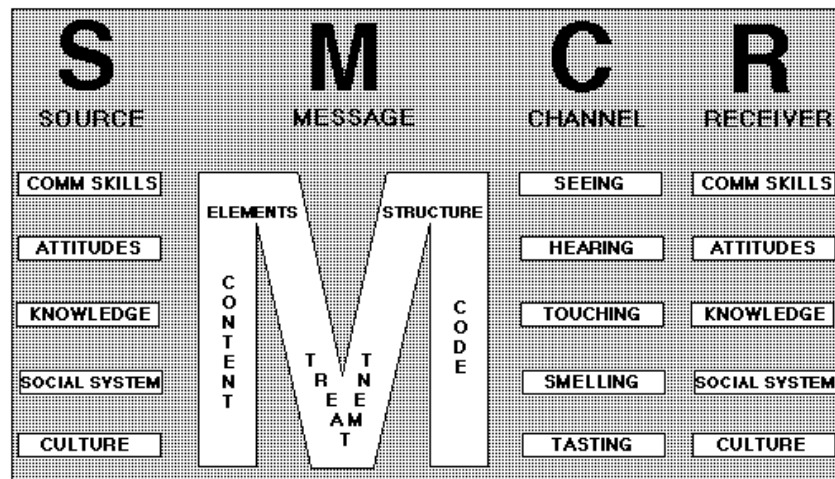 S M C R
SOURCE MESSAGE CHANNEL RECEIVER
COMM SKILLS
ATTITUDES
KNOWLEDGE
SOCIAL SYSTEM
CULTURE
ELEMENTS STRUCTURE
CONTENT
TREATMENT
CODE
SEEING
HEARING
TOUCHING
SMELLING
TASTING
COMM SKILLS
ATTITUDES
KNOWLEDGE
SOCIAL SYSTEM
CULTURE